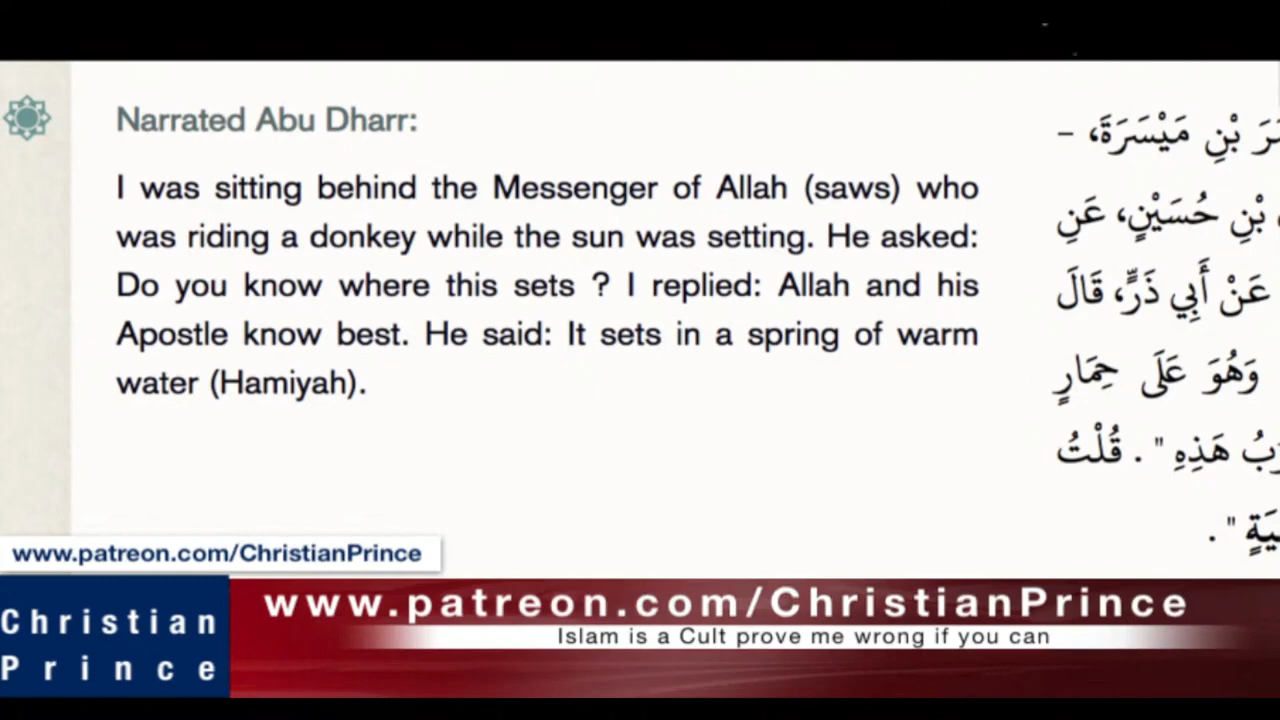 Narrated Abu Dharr:
I was sitting behind the Messenger of Allah (saws) who
was riding a donkey while the sun was setting. He asked:
Do you know where this sets ? I replied: Allah and his
Apostle know best. He said: It sets in a spring of warm
water (Hamiyah).
بْنِ مَيْسَرَةَ، -
بْنِ حُسَيْنٍ، عَنِ
عَنْ أَبِي ذَرٍّ، قَالَ
وَهُوَ عَلَى حِمَارٍ
هَذِهِ " . قُلْتُ
" .
www.patreon.com/ChristianPrince
Christian
Prince
www.patreon.com/ChristianPrince
Islam is a Cult prove me wrong if you can